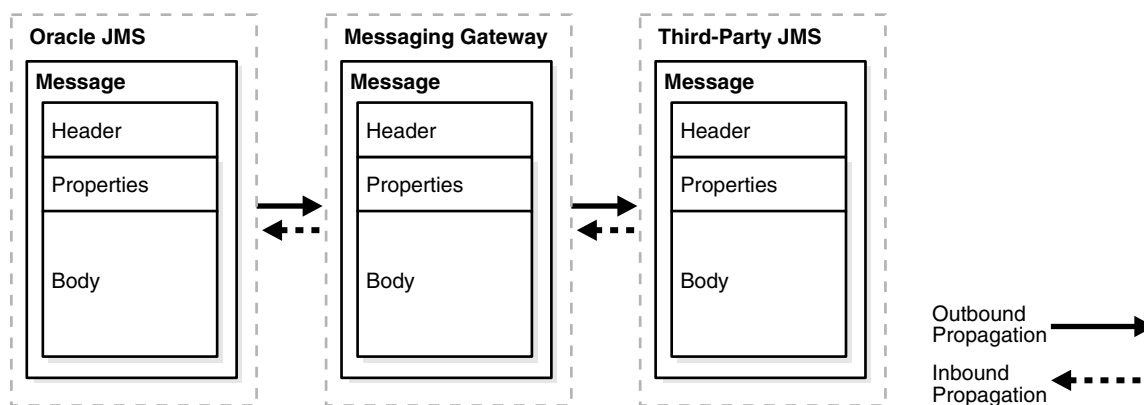 Oracle JMS
Message
Header
Properties
Body
Messaging Gateway
Message
Header
Properties
Body
Third-Party JMS
Message
Header
Properties
Body
Outbound
Propagation
Inbound
Propagation